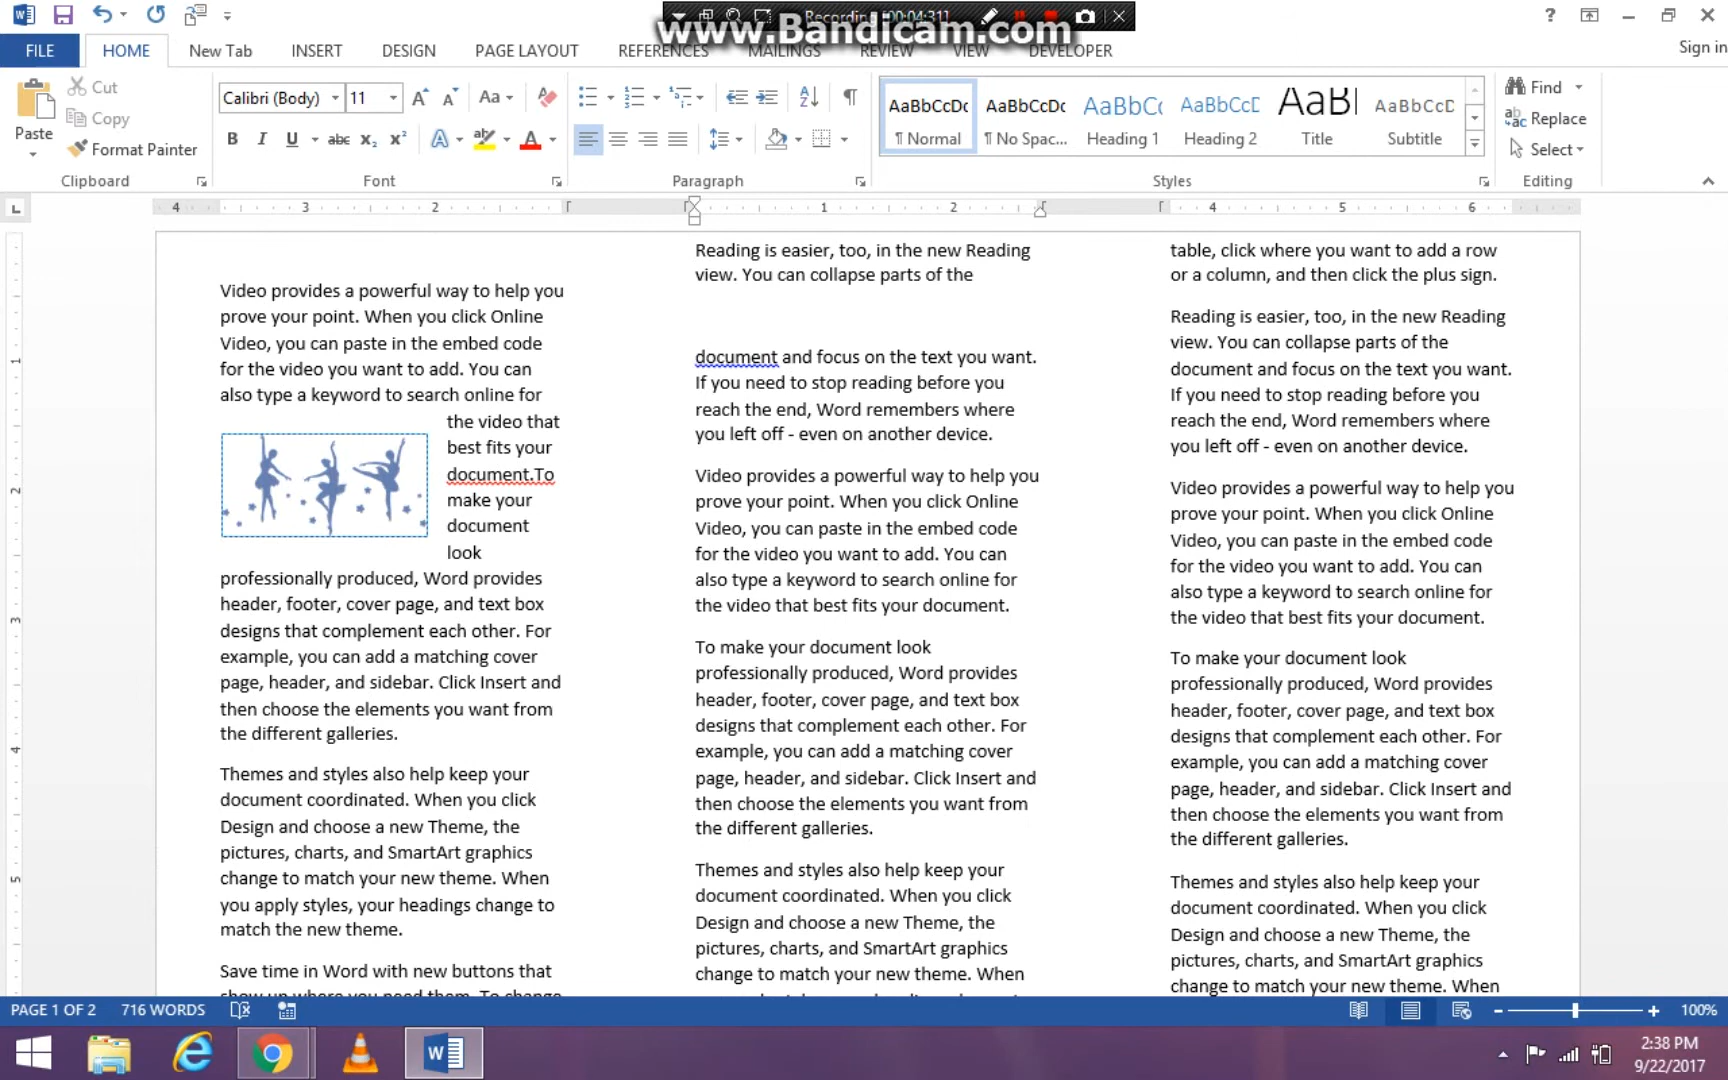 Recording [00:04:31]
www.Bandicam.com
FILE HOME New Tab INSERT DESIGN PAGE LAYOUT REFERENCES MAILINGS REVIEW VIEW DEVELOPER Sign in
Paste
Cut
Copy
Format Painter
Clipboard
Calibri (Body) 11
Font
Paragraph
AaBbCcDc AaBbCcDc AaBbCc AaBbCcD AaBl AaBbCcD
¶ Normal ¶ No Spac... Heading 1 Heading 2 Title Subtitle
Styles
Find
Replace
Select
Editing
4 3 2 1 2 4 5 6
1
2
3
4
5
Video provides a powerful way to help you
prove your point. When you click Online
Video, you can paste in the embed code
for the video you want to add. You can
also type a keyword to search online for
the video that
best fits your
document.To
make your
document
look
professionally produced, Word provides
header, footer, cover page, and text box
designs that complement each other. For
example, you can add a matching cover
page, header, and sidebar. Click Insert and
then choose the elements you want from
the different galleries.
Themes and styles also help keep your
document coordinated. When you click
Design and choose a new Theme, the
pictures, charts, and SmartArt graphics
change to match your new theme. When
you apply styles, your headings change to
match the new theme.
Save time in Word with new buttons that
show up where you need them. To change
Reading is easier, too, in the new Reading
view. You can collapse parts of the
document and focus on the text you want.
If you need to stop reading before you
reach the end, Word remembers where
you left off - even on another device.
Video provides a powerful way to help you
prove your point. When you click Online
Video, you can paste in the embed code
for the video you want to add. You can
also type a keyword to search online for
the video that best fits your document.
To make your document look
professionally produced, Word provides
header, footer, cover page, and text box
designs that complement each other. For
example, you can add a matching cover
page, header, and sidebar. Click Insert and
then choose the elements you want from
the different galleries.
Themes and styles also help keep your
document coordinated. When you click
Design and choose a new Theme, the
pictures, charts, and SmartArt graphics
change to match your new theme. When
table, click where you want to add a row
or a column, and then click the plus sign.
Reading is easier, too, in the new Reading
view. You can collapse parts of the
document and focus on the text you want.
If you need to stop reading before you
reach the end, Word remembers where
you left off - even on another device.
Video provides a powerful way to help you
prove your point. When you click Online
Video, you can paste in the embed code
for the video you want to add. You can
also type a keyword to search online for
the video that best fits your document.
To make your document look
professionally produced, Word provides
header, footer, cover page, and text box
designs that complement each other. For
example, you can add a matching cover
page, header, and sidebar. Click Insert and
then choose the elements you want from
the different galleries.
Themes and styles also help keep your
document coordinated. When you click
Design and choose a new Theme, the
pictures, charts, and SmartArt graphics
change to match your new theme. When
PAGE 1 OF 2 716 WORDS 100%
2:38 PM
9/22/2017